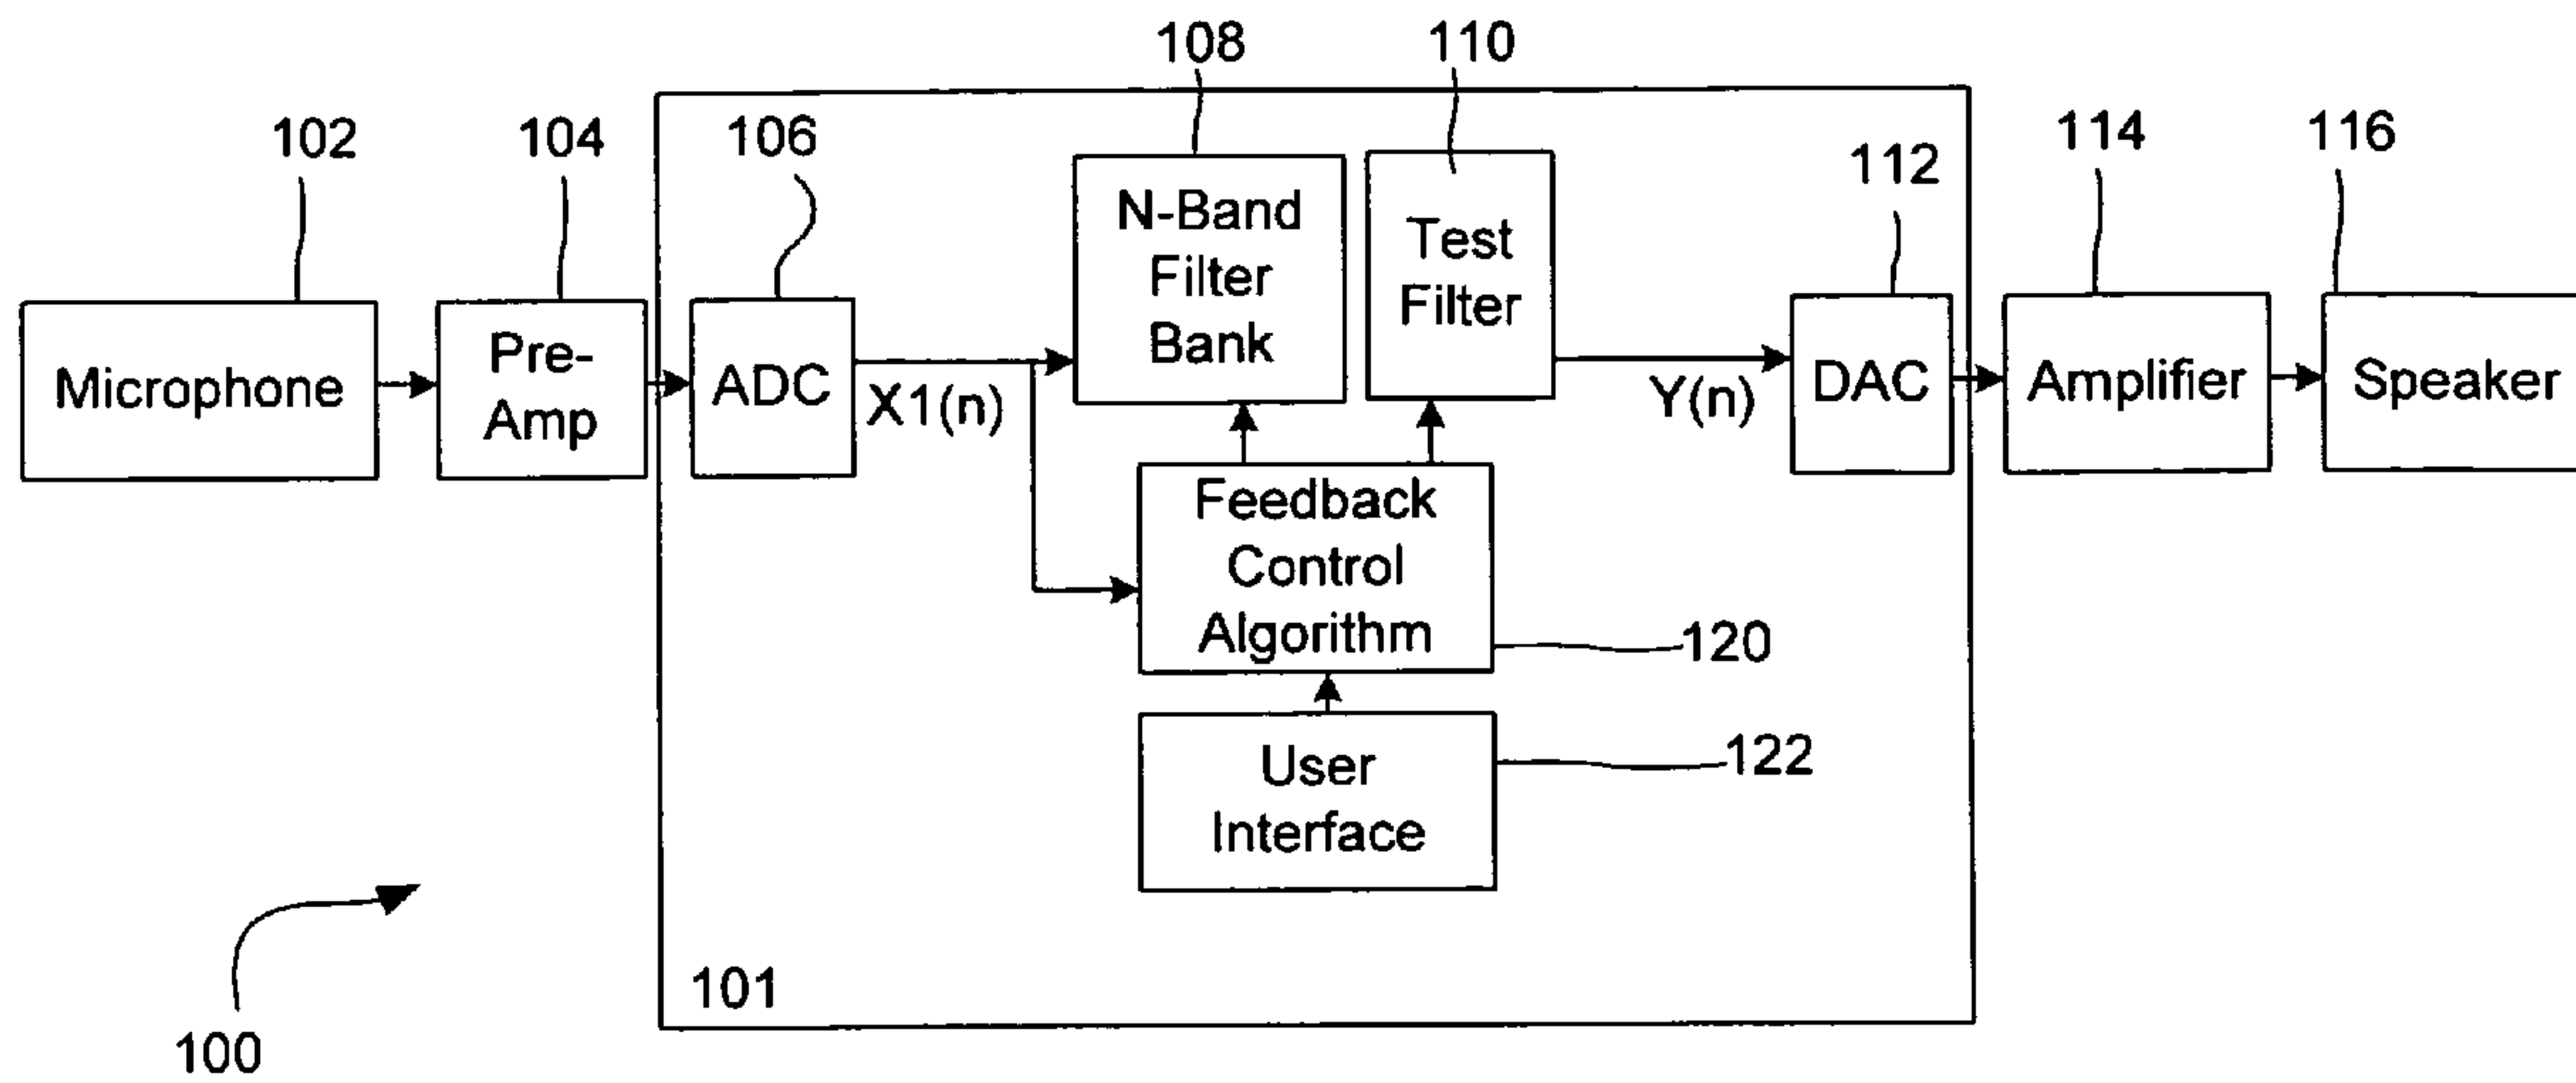 108
110
102
104
106
112
114
116
N-Band
Filter
Bank
Test
Filter
Microphone
Pre-
Amp
ADC
X1(n)
Y(n)
DAC
Amplifier
Speaker
Feedback
Control
Algorithm
120
User
Interface
122
101
100